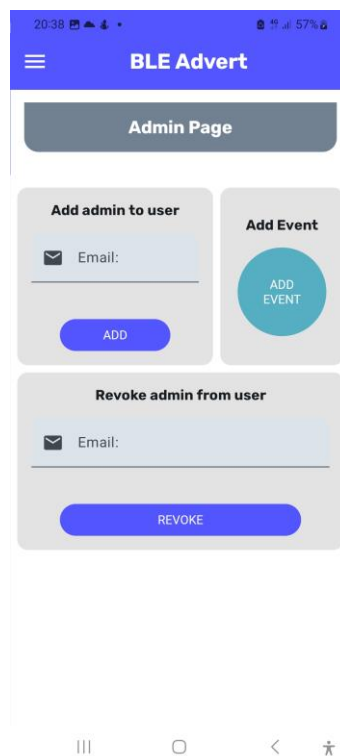 20:38
57%
BLE Advert
Admin Page
Add admin to user
Email:
ADD
Add Event
ADD
EVENT
Revoke admin from user
Email:
REVOKE